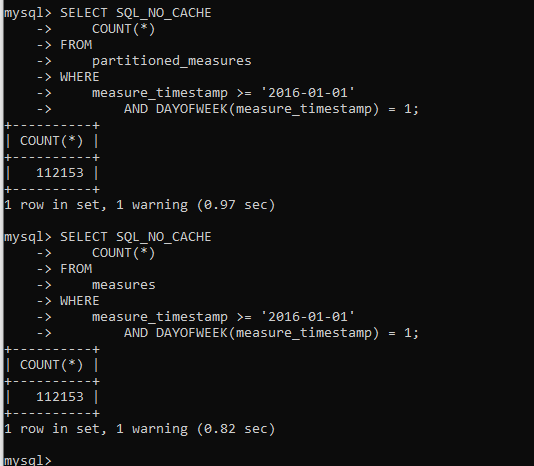 mysql> SELECT SQL_NO_CACHE
    ->     COUNT(*)
    -> FROM
    ->     partitioned_measures
    -> WHERE
    ->     measure_timestamp >= '2016-01-01'
    ->         AND DAYOFWEEK(measure_timestamp) = 1;
+----------+
| COUNT(*) |
+----------+
|   112153 |
+----------+
1 row in set, 1 warning (0.97 sec)

mysql> SELECT SQL_NO_CACHE
    ->     COUNT(*)
    -> FROM
    ->     measures
    -> WHERE
    ->     measure_timestamp >= '2016-01-01'
    ->         AND DAYOFWEEK(measure_timestamp) = 1;
+----------+
| COUNT(*) |
+----------+
|   112153 |
+----------+
1 row in set, 1 warning (0.82 sec)

mysql>